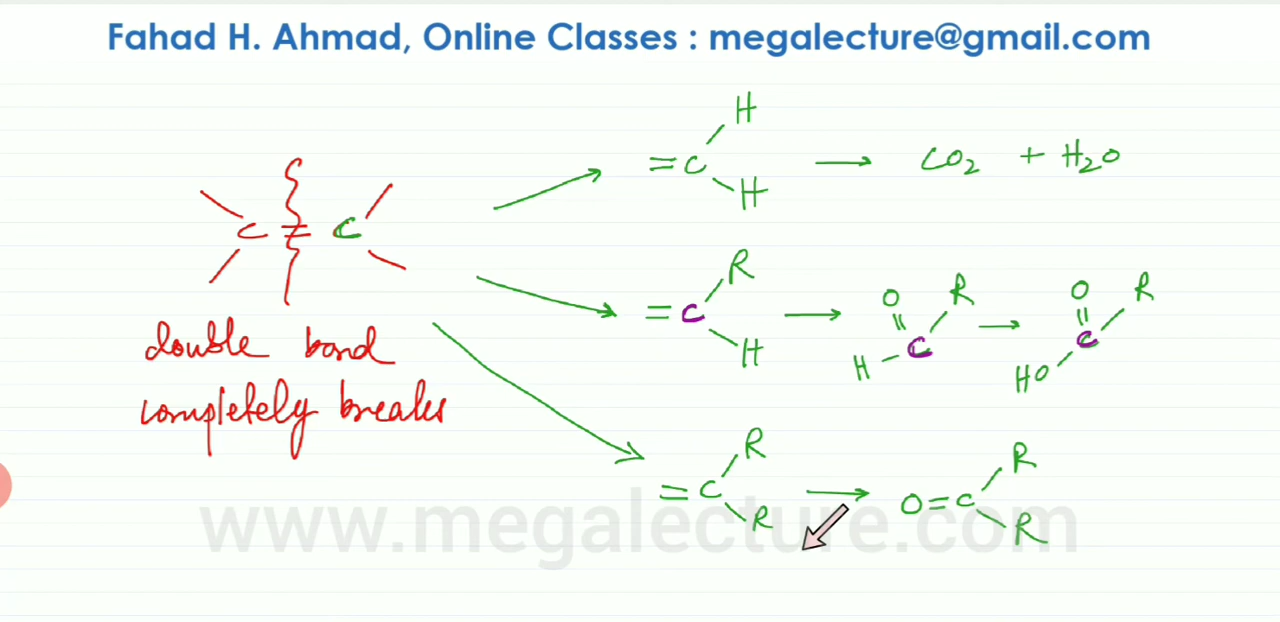 Fahad H. Ahmad, Online Classes : megalecture@gmail.com
H
=C → CO₂ + H₂O
H
C = C
R
=C → O R → O R
H H C HO C
double bond
completely breaks
R
=C → O=C R
R R
www.megalecture.com